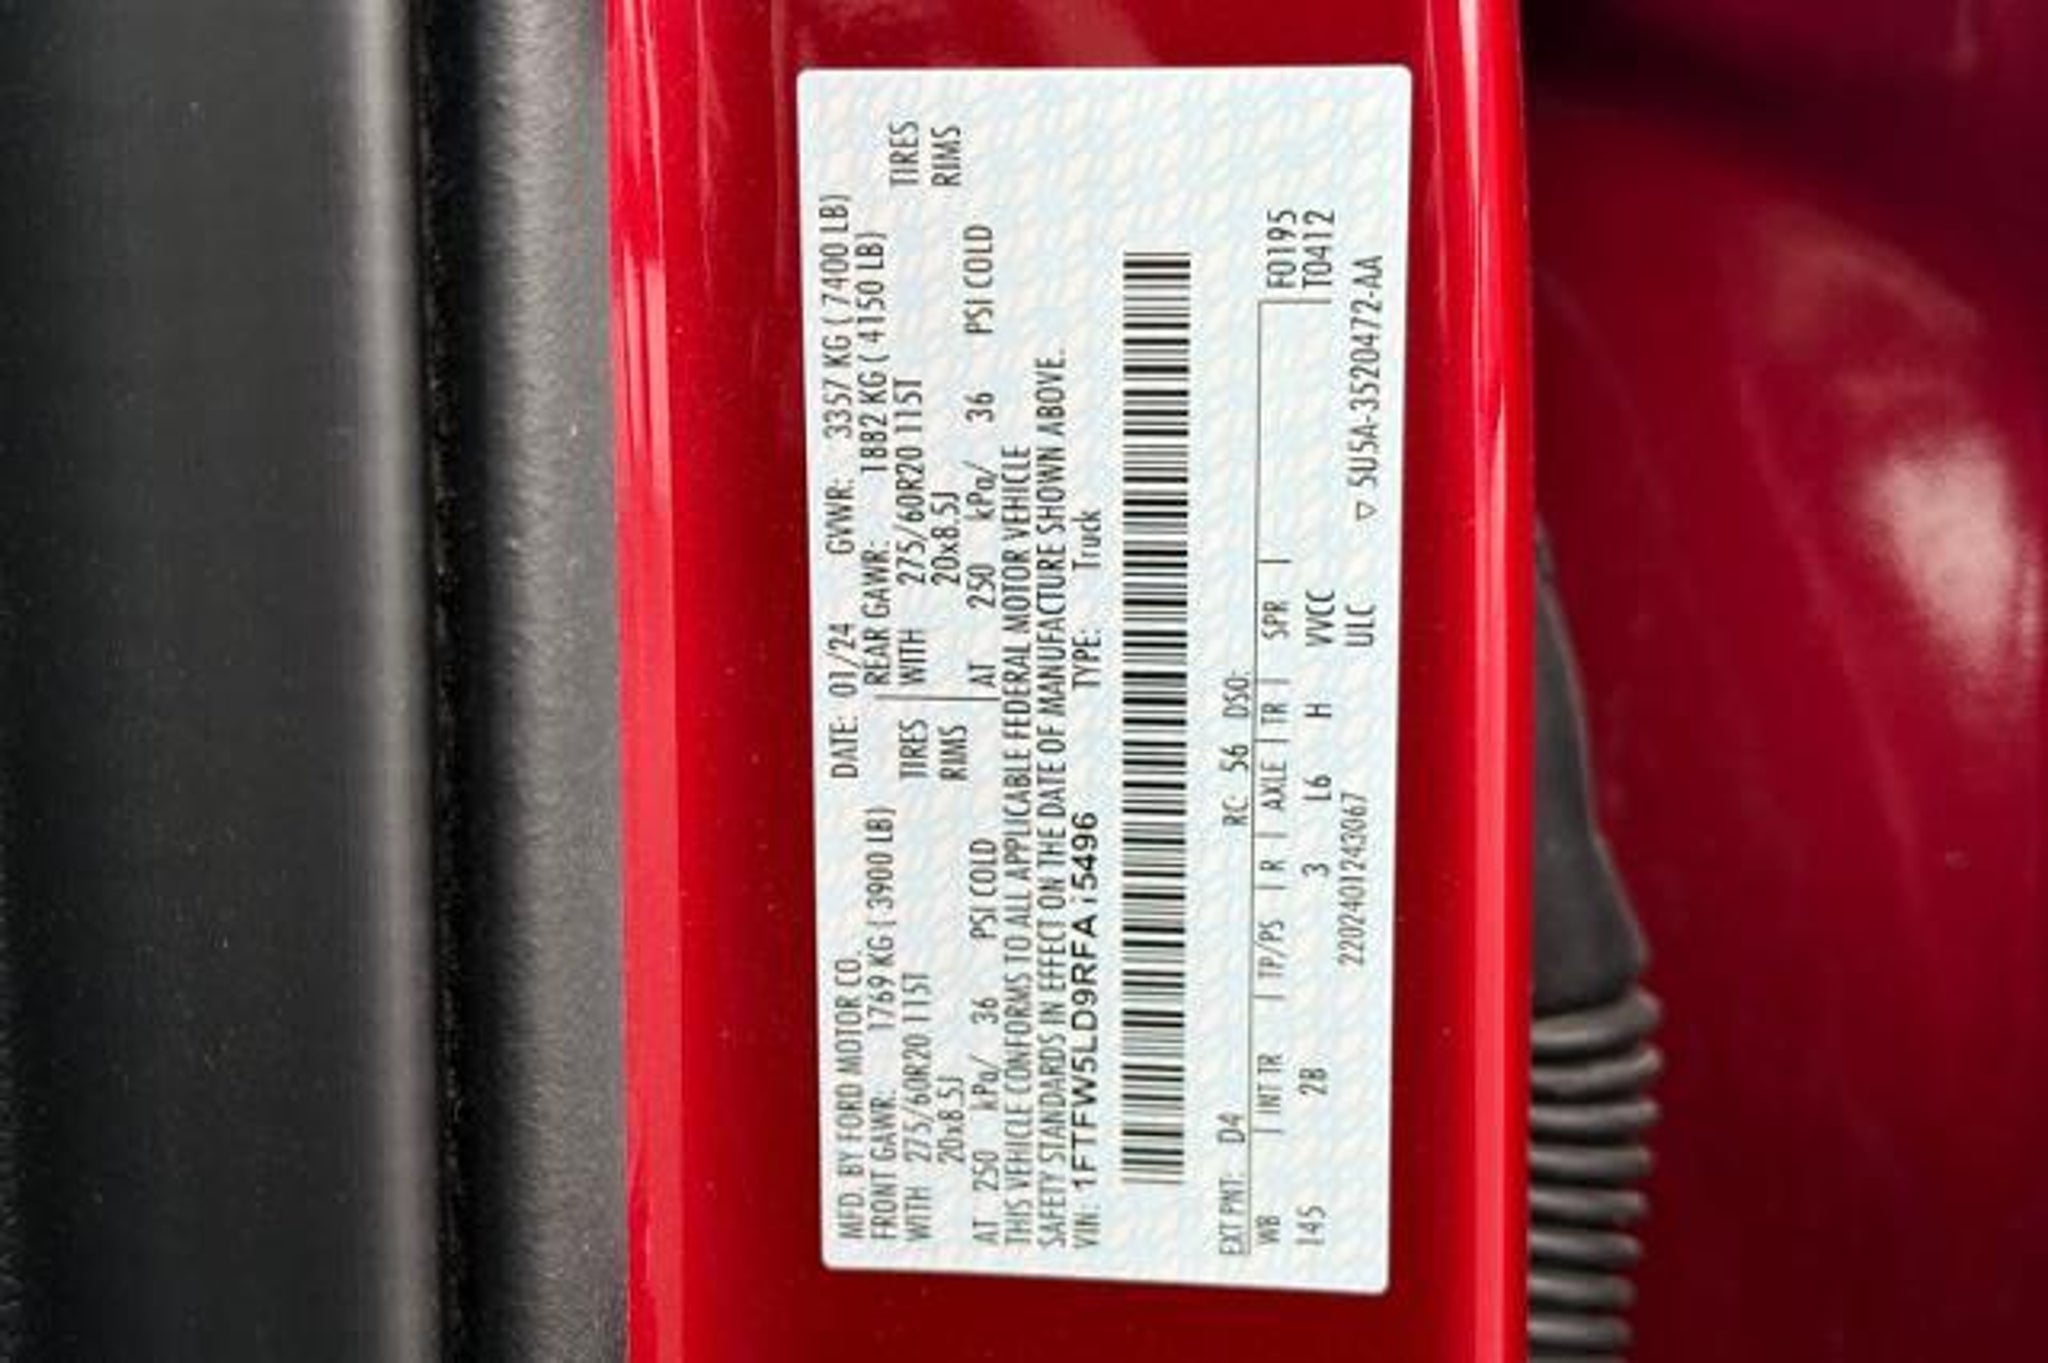 MFD. BY FORD MOTOR CO. DATE: 01/24 GVWR: 3357 KG ( 7400 LB)
FRONT GAWR: 1769 KG ( 3900 LB) REAR GAWR: 1882 KG ( 4150 LB)
WITH 275/60R20 115T TIRES WITH 275/60R20 115T TIRES
20x8.5J RIMS 20x8.5J RIMS
AT 250 kPa/ 36 PSI COLD AT 250 kPa/ 36 PSI COLD
THIS VEHICLE CONFORMS TO ALL APPLICABLE FEDERAL MOTOR VEHICLE
SAFETY STANDARDS IN EFFECT ON THE DATE OF MANUFACTURE SHOWN ABOVE.
VIN: TYPE: Truck
EXT PNT: D4 RC: 56 DSO:
WB INT TR TP/PS R AXLE TR SPR F0195
145 2B 3 L6 H VVCC T0412
220240124 3067 ULC ▽ 5U5A-3520472-AA